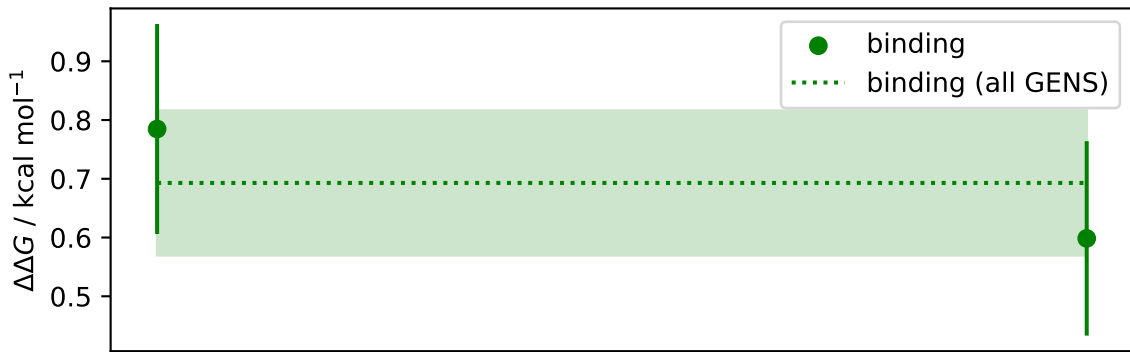 ΔΔG / kcal mol⁻¹
0.9
0.8
0.7
0.6
0.5
binding
binding (all GENS)